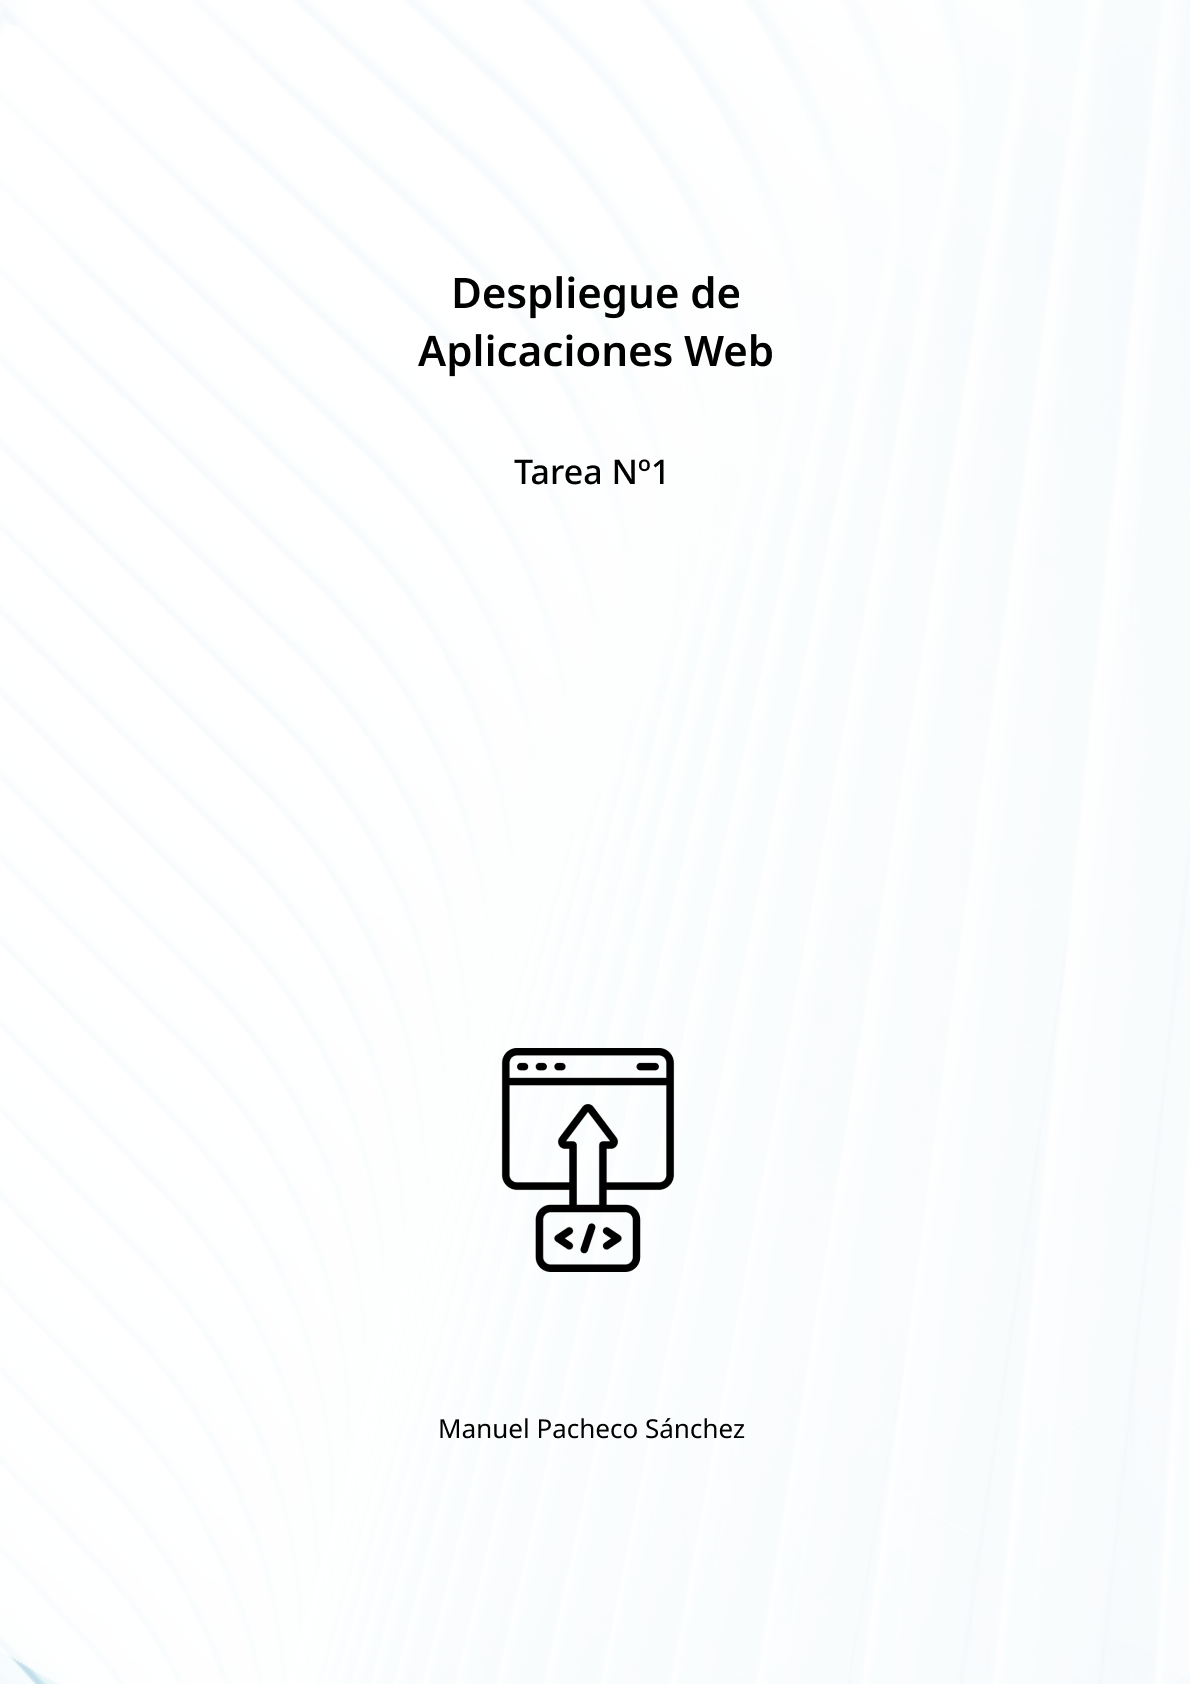 Despliegue de
Aplicaciones Web
Tarea Nº1
</>
Manuel Pacheco Sánchez